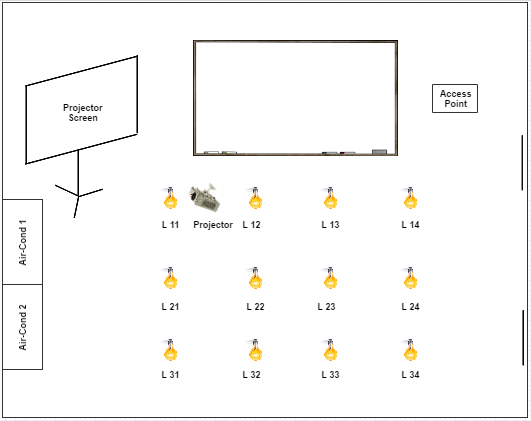 Projector
Screen
Access
Point
L 11
Projector
L 12
L 13
L 14
Air-Cond 1
L 21
L 22
L 23
L 24
Air-Cond 2
L 31
L 32
L 33
L 34